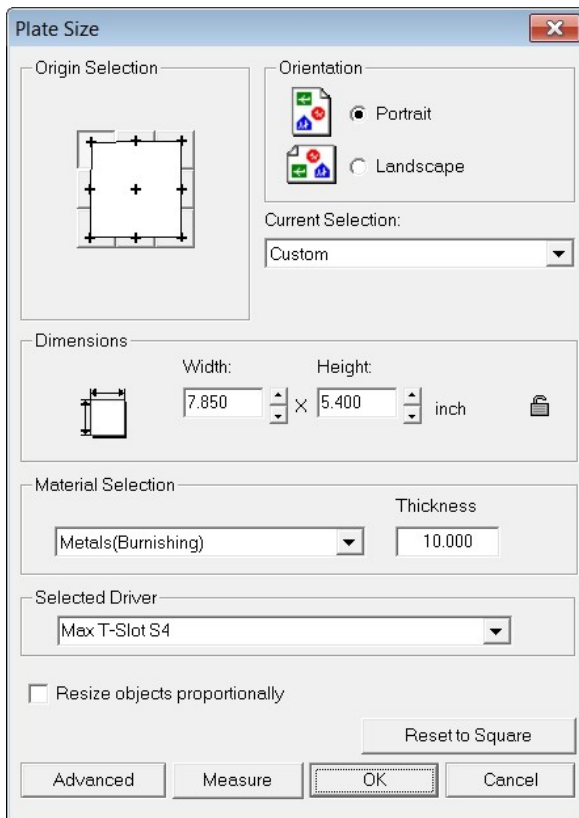 Plate Size
Origin Selection
Orientation
Portrait
Landscape
Current Selection:
Custom
Dimensions
Width:
Height:
7.850
X
5.400
inch
Material Selection
Thickness
Metals(Burnishing)
10.000
Selected Driver
Max T-Slot S4
Resize objects proportionally
Reset to Square
Advanced
Measure
OK
Cancel